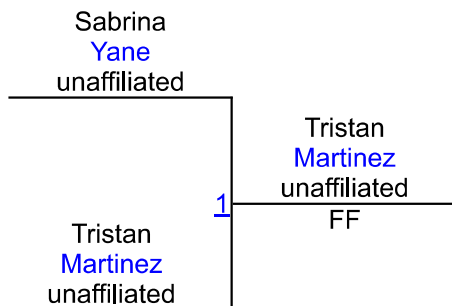 Sabrina
Yane
unaffiliated
Tristan
Martinez
unaffiliated
1
FF
Tristan
Martinez
unaffiliated